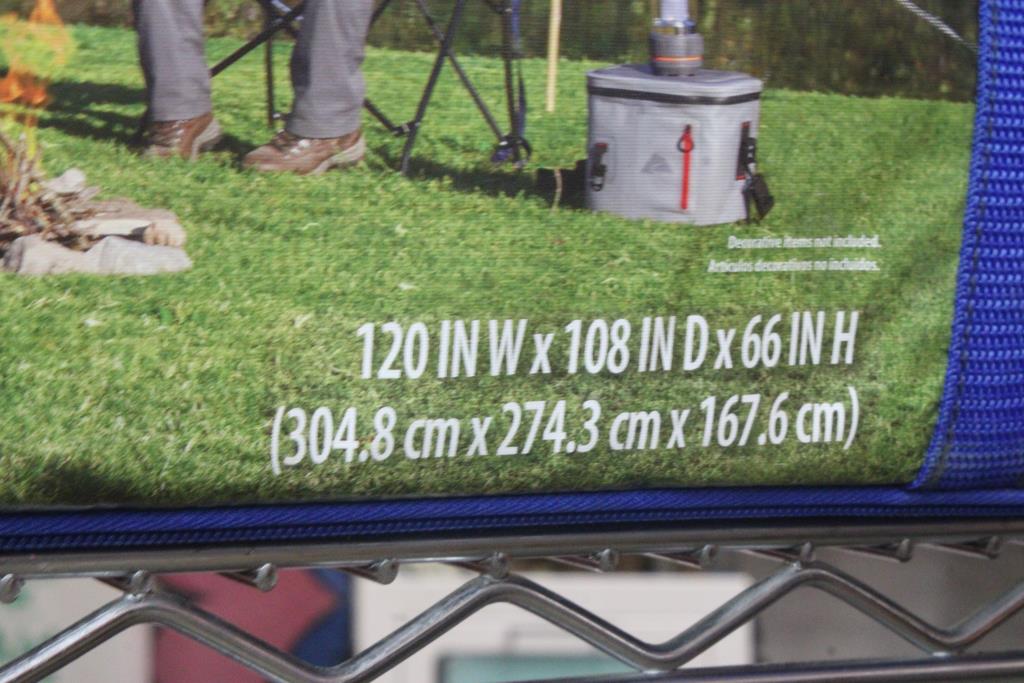 Decorative items not included.
Artículos decorativos no incluidos.
120 IN W x 108 IN D x 66 IN H
(304.8 cm x 274.3 cm x 167.6 cm)